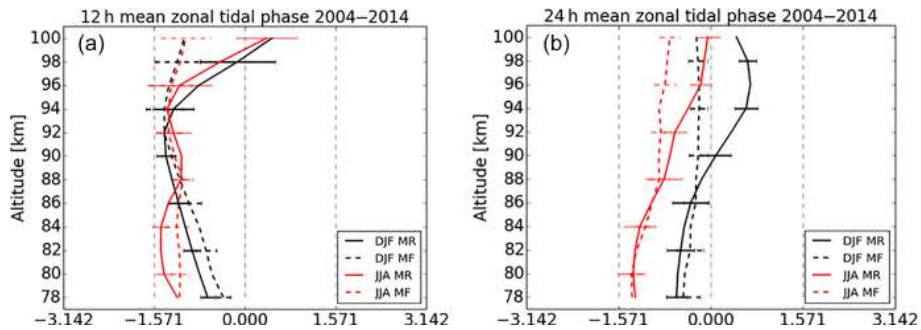 12 h mean zonal tidal phase 2004−2014
(a)
Altitude [km]
100
98
96
94
92
90
88
86
84
82
80
78
DJF MR
DJF MF
JJA MR
JJA MF
−3.142 −1.571 0.000 1.571 3.142
24 h mean zonal tidal phase 2004−2014
(b)
Altitude [km]
100
98
96
94
92
90
88
86
84
82
80
78
DJF MR
DJF MF
JJA MR
JJA MF
−3.142 −1.571 0.000 1.571 3.142